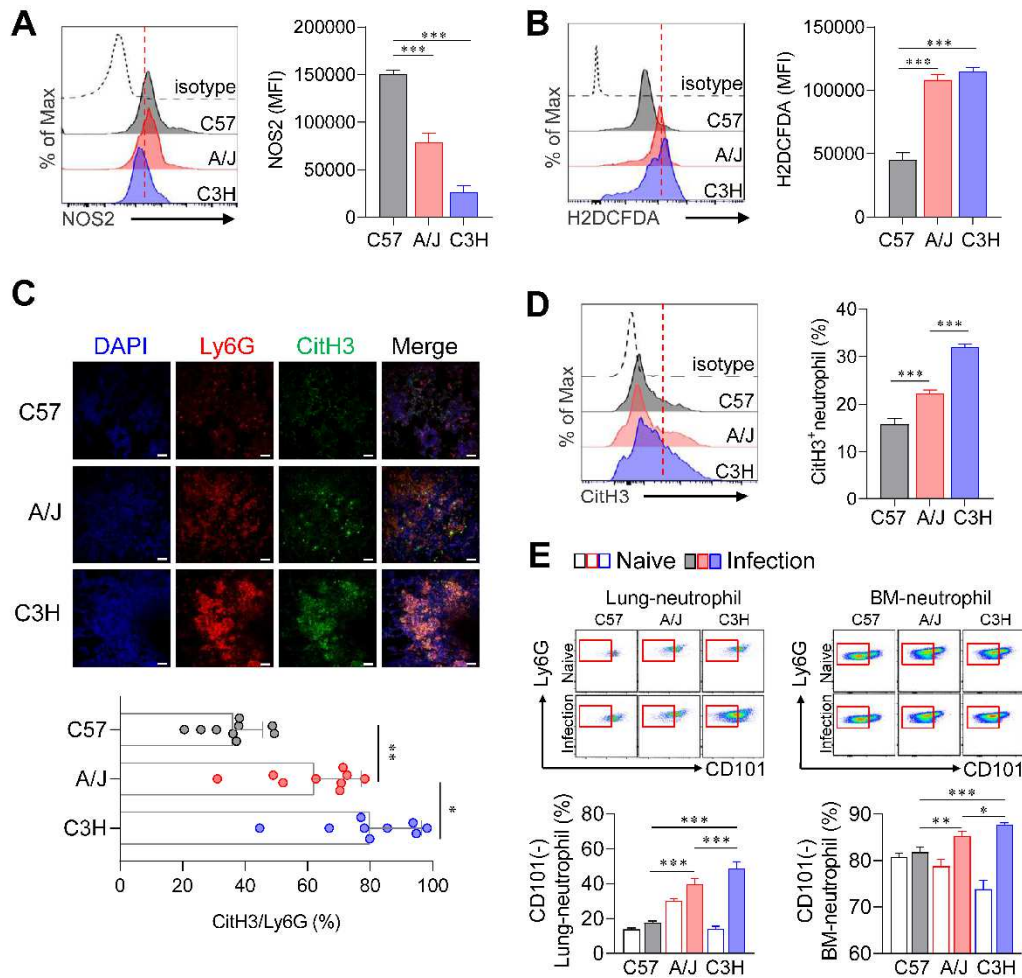 A
% of Max
isotype
C57
A/J
C3H
NOS2
NOS2 (MFI)
200000
150000
100000
50000
0
***
***
C57 A/J C3H
B
% of Max
isotype
C57
A/J
C3H
H2DCFDA
H2DCFDA (MFI)
150000
100000
50000
0
***
***
C57 A/J C3H
C
DAPI Ly6G CitH3 Merge
C57
A/J
C3H
C57
A/J
C3H
**
*
0 20 40 60 80 100
CitH3/Ly6G (%)
D
% of Max
isotype
C57
A/J
C3H
CitH3
CitH3+ neutrophil (%)
40
30
20
10
0
***
***
C57 A/J C3H
E
Naive Infection
Lung-neutrophil
C57 A/J C3H
Ly6G
Naive
Infection
CD101
BM-neutrophil
C57 A/J C3H
Ly6G
Naive
Infection
CD101
CD101(-)
Lung-neutrophil (%)
80
60
40
20
0
***
***
***
C57 A/J C3H
CD101(-)
BM-neutrophil (%)
90
80
70
60
***
**
*
C57 A/J C3H